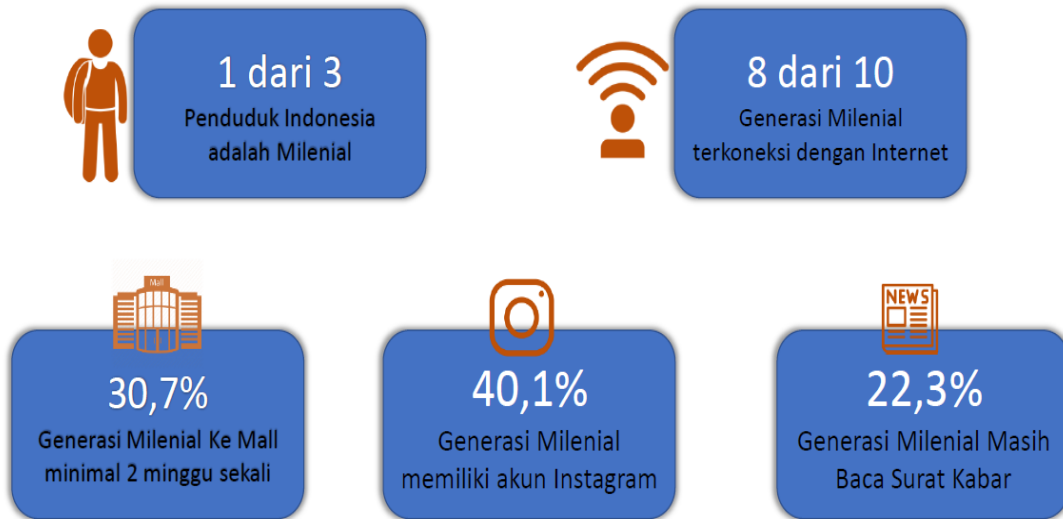 1 dari 3
Penduduk Indonesia
adalah Milenial
8 dari 10
Generasi Milenial
terkoneksi dengan Internet
Mall
30,7%
Generasi Milenial Ke Mall
minimal 2 minggu sekali
40,1%
Generasi Milenial
memiliki akun Instagram
NEWS
22,3%
Generasi Milenial Masih
Baca Surat Kabar